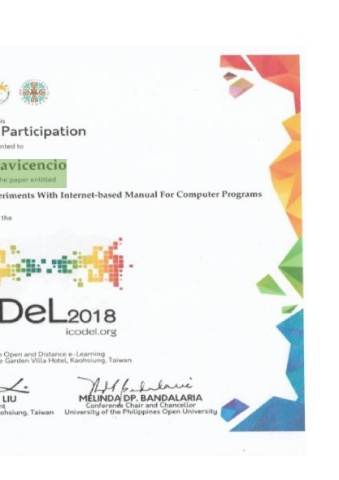 is
Participation
nted to
avicencio
he paper entitled
eriments With Internet-based Manual For Computer Programs
the
DeL2018
icodel.org
n Open and Distance e-Learning
e Garden Villa Hotel, Kaohsiung, Taiwan
LIU
nt
ohsiung, Taiwan
MELINDA DP. BANDALARIA
Conference Chair and Chancellor
University of the Philippines Open University